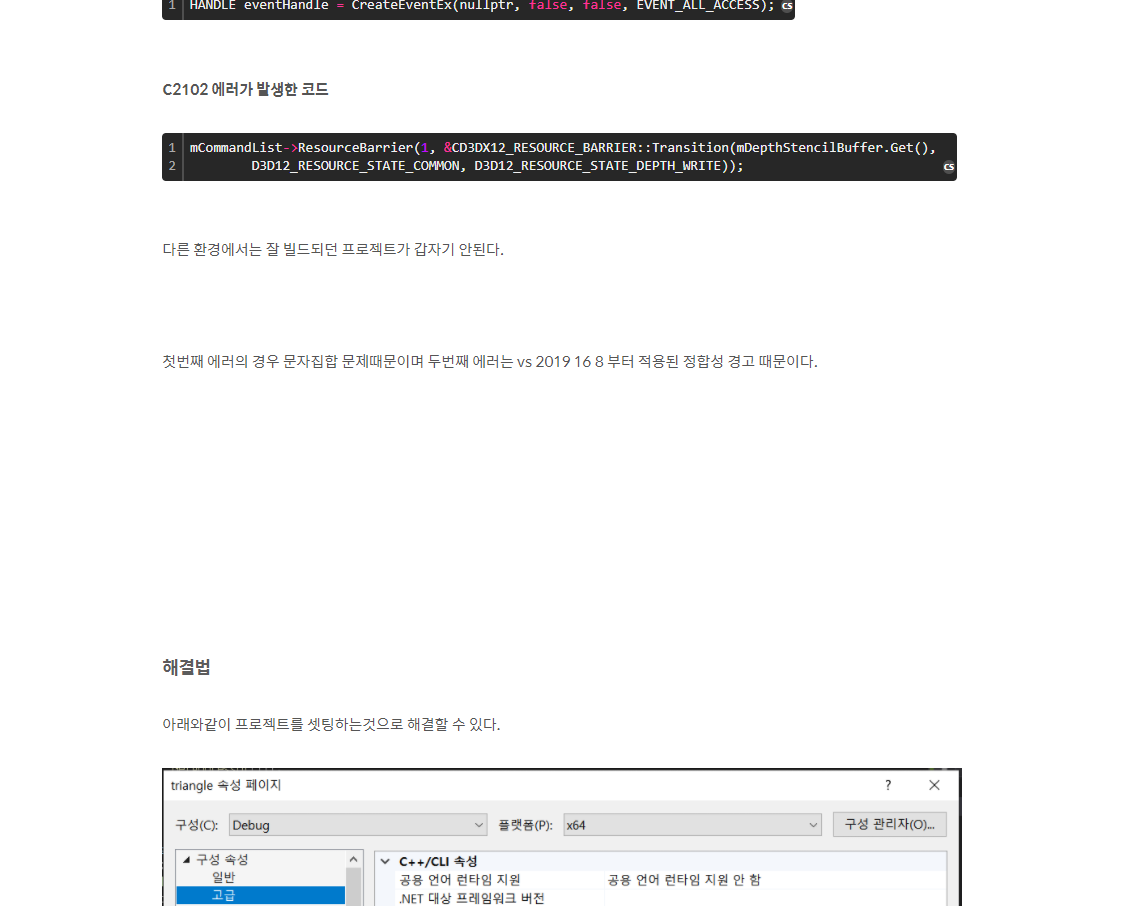 1 HANDLE eventHandle = CreateEventEx(nullptr, false, false, EVENT_ALL_ACCESS); cs
C2102 에러가 발생한 코드
1 mCommandList->ResourceBarrier(1, &CD3DX12_RESOURCE_BARRIER::Transition(mDepthStencilBuffer.Get(),
2 D3D12_RESOURCE_STATE_COMMON, D3D12_RESOURCE_STATE_DEPTH_WRITE)); cs
다른 환경에서는 잘 빌드되던 프로젝트가 갑자기 안된다.
첫번째 에러의 경우 문자집합 문제때문이며 두번째 에러는 vs 2019 16 8 부터 적용된 정합성 경고 때문이다.
해결법
아래와같이 프로젝트를 셋팅하는것으로 해결할 수 있다.
triangle 속성 페이지 ?
구성(C): Debug 플랫폼(P): x64 구성 관리자(O)...
구성 속성
일반
고급
C++/CLI 속성
공용 언어 런타임 지원 공용 언어 런타임 지원 안 함
.NET 대상 프레임워크 버전